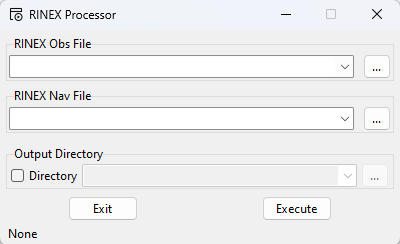 RINEX Processor
RINEX Obs File
...
RINEX Nav File
...
Output Directory
Directory ...
Exit Execute
None